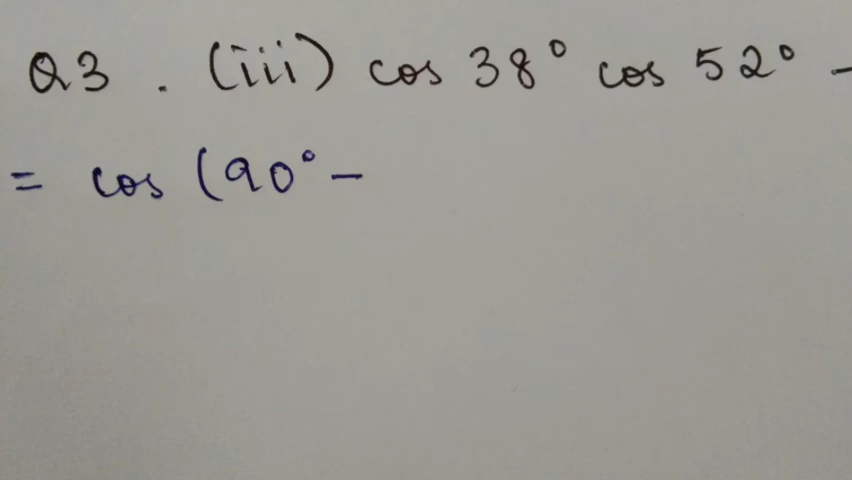 Q3 . (iii) cos 38° cos 52° -
= cos (90° -